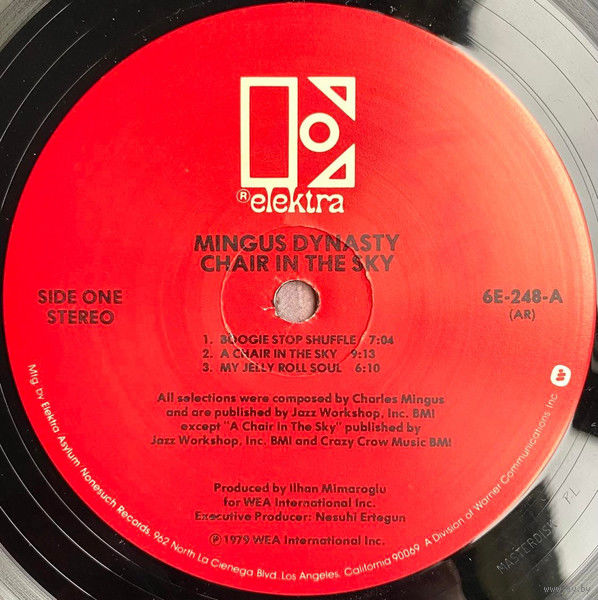 ® elektra
MINGUS DYNASTY
CHAIR IN THE SKY
SIDE ONE
STEREO
6E-248-A
(AR)
1. BOOGIE STOP SHUFFLE 7:04
2. A CHAIR IN THE SKY 9:13
3. MY JELLY ROLL SOUL 6:10
All selections were composed by Charles Mingus
and are published by Jazz Workshop, Inc. BMI
except "A Chair In The Sky" published by
Jazz Workshop, Inc. BMI and Crazy Crow Music BMI
Produced by Ilhan Mimaroglu
for WEA International Inc.
Executive Producer: Nesuhi Ertegun
℗ 1979 WEA International Inc.
Mfg. by Elektra Asylum Nonesuch Records, 962 North La Cienega Blvd. Los Angeles, California 90069 A Division of Warner Communications Inc
MASTERDISK PL